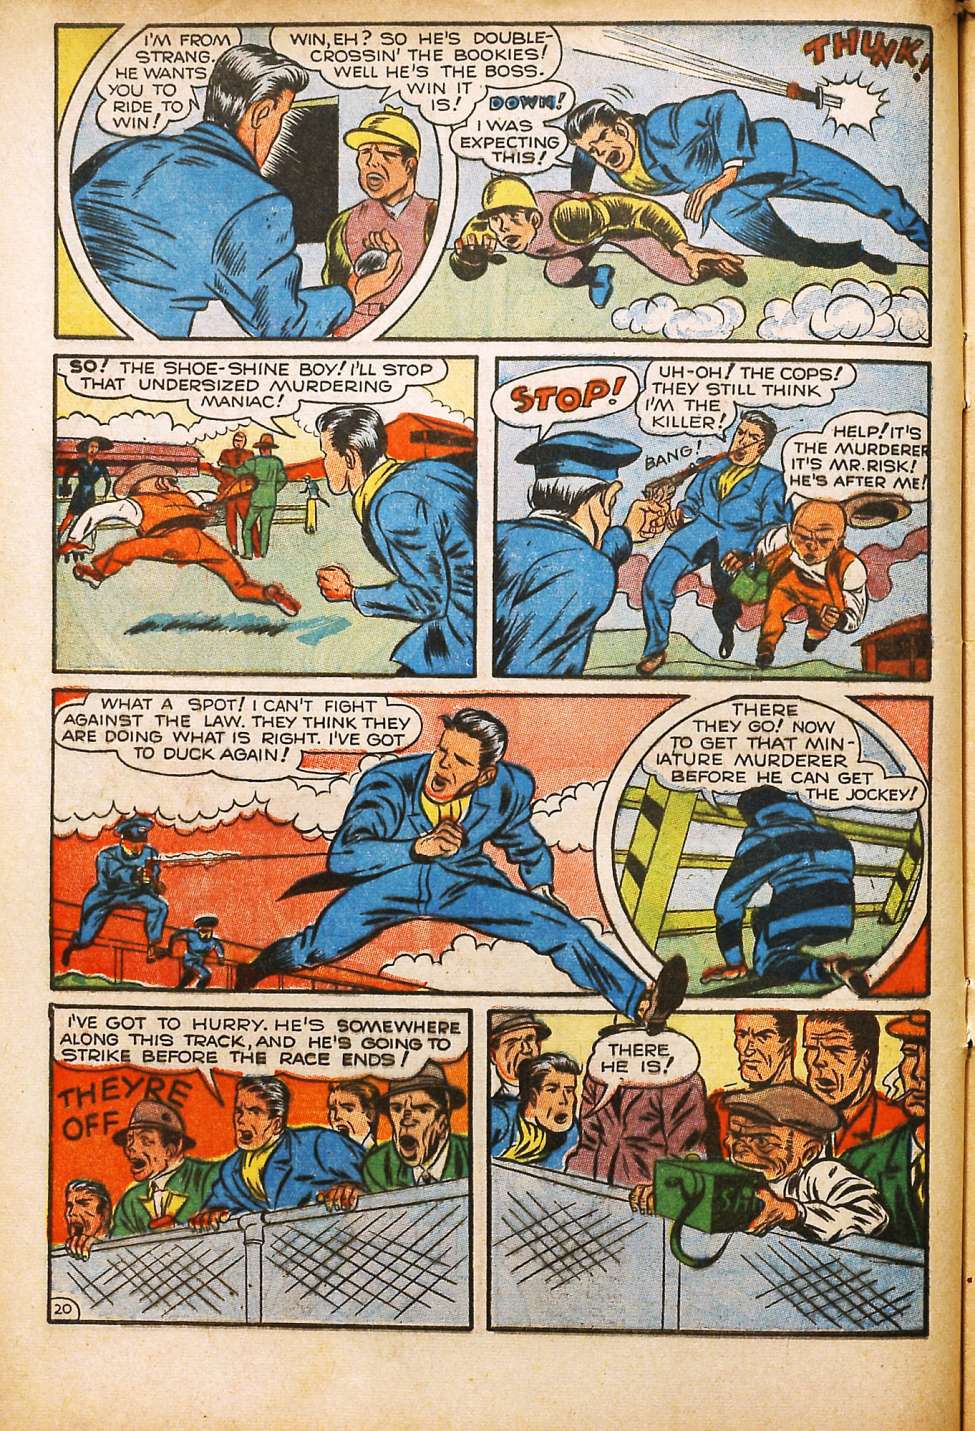 I'M FROM
STRANG.
HE WANTS
YOU TO
RIDE TO
WIN!
WIN, EH? SO HE'S DOUBLE-
CROSSIN' THE BOOKIES!
WELL HE'S THE BOSS.
WIN IT
IS!
DOWN!
I WAS
EXPECTING
THIS!
THUNK!
SO! THE SHOE-SHINE BOY! I'LL STOP
THAT UNDERSIZED MURDERING
MANIAC!
STOP!
UH-OH! THE COPS!
THEY STILL THINK
I'M THE
KILLER!
BANG!
HELP! IT'S
THE MURDERER
IT'S MR. RISK!
HE'S AFTER ME!
WHAT A SPOT! I CAN'T FIGHT
AGAINST THE LAW. THEY THINK THEY
ARE DOING WHAT IS RIGHT. I'VE GOT
TO DUCK AGAIN!
THERE
THEY GO! NOW
TO GET THAT MIN-
IATURE MURDERER
BEFORE HE CAN GET
THE JOCKEY!
I'VE GOT TO HURRY. HE'S SOMEWHERE
ALONG THIS TRACK, AND HE'S GOING TO
STRIKE BEFORE THE RACE ENDS!
THEY'RE
OFF
20
THERE
HE IS!